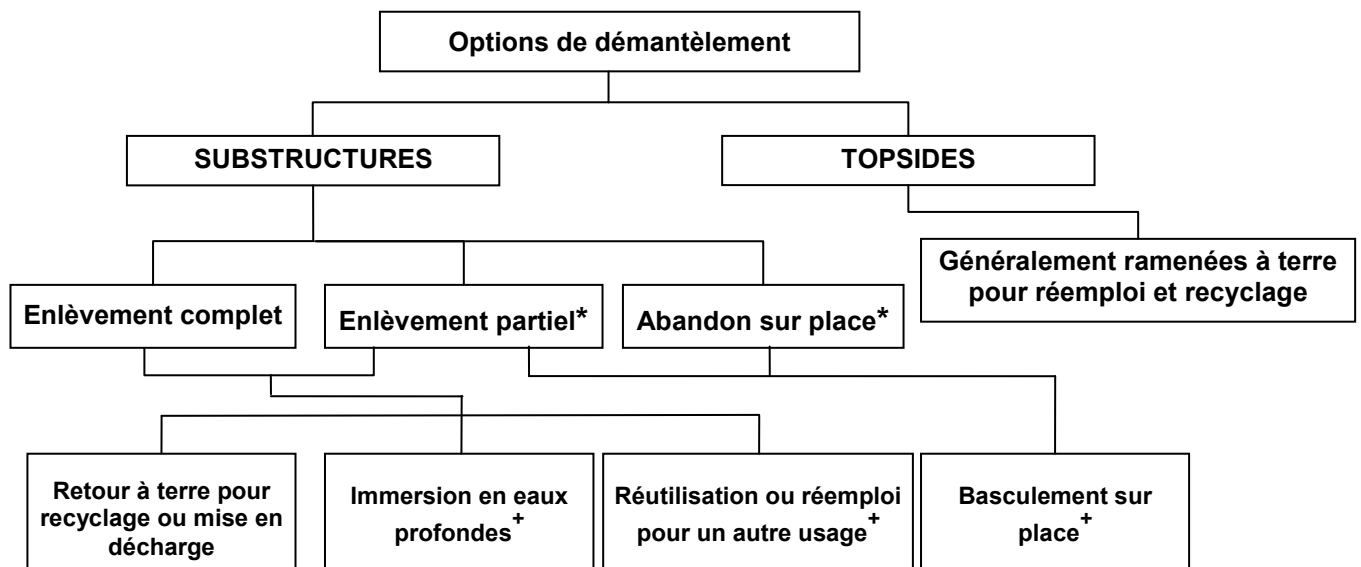 Options de démantèlement
SUBSTRUCTURES
TOPSIDES
Généralement ramenées à terre
pour réemploi et recyclage
Enlèvement complet
Enlèvement partiel*
Abandon sur place*
Retour à terre pour
recyclage ou mise en
décharge
Immersion en eaux
profondes+
Réutilisation ou réemploi
pour un autre usage+
Basculement sur
place+